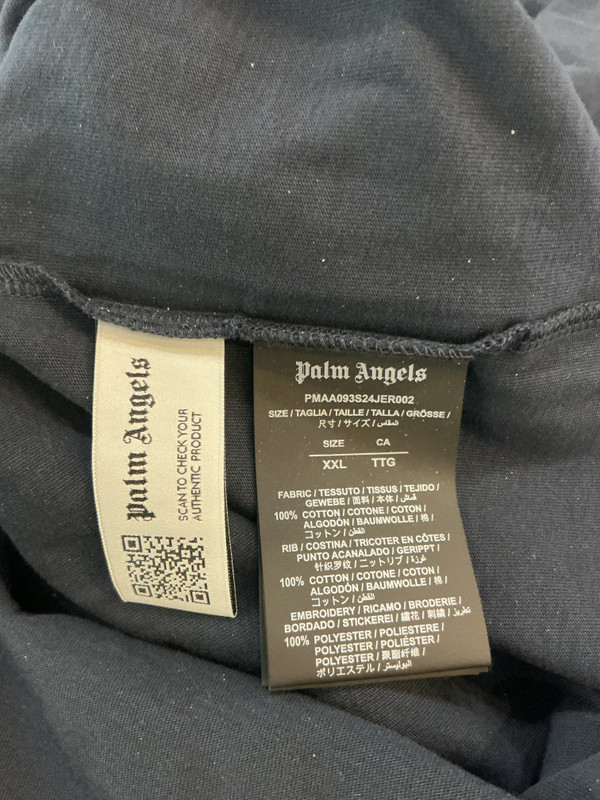 Palm Angels
SCAN TO CHECK YOUR
AUTHENTIC PRODUCT
Palm Angels
PMAA093S24JER002
SIZE / TAGLIA / TAILLE / TALLA / GRÖSSE /
尺寸 / サイズ / المقاس /
SIZE CA
XXL TTG
FABRIC / TESSUTO / TISSUS / TEJIDO /
GEWEBE / 面料 / 本体 / قماش /
100% COTTON / COTONE / COTON /
ALGODÓN / BAUMWOLLE / 棉 /
コットン / القطن /
RIB / COSTINA / TRICOTER EN CÔTES /
PUNTO ACANALADO / GERIPPT /
针织罗纹 / ニットリブ / غرزة /
100% COTTON / COTONE / COTON /
ALGODÓN / BAUMWOLLE / 棉 /
コットン / القطن /
EMBROIDERY / RICAMO / BRODERIE /
BORDADO / STICKEREI / 繡花 / 刺繍 / تطريز /
100% POLYESTER / POLIESTERE /
POLYESTER / POLIÉSTER /
POLYESTER / 聚脂纤维 /
ポリエステル / البوليستر /